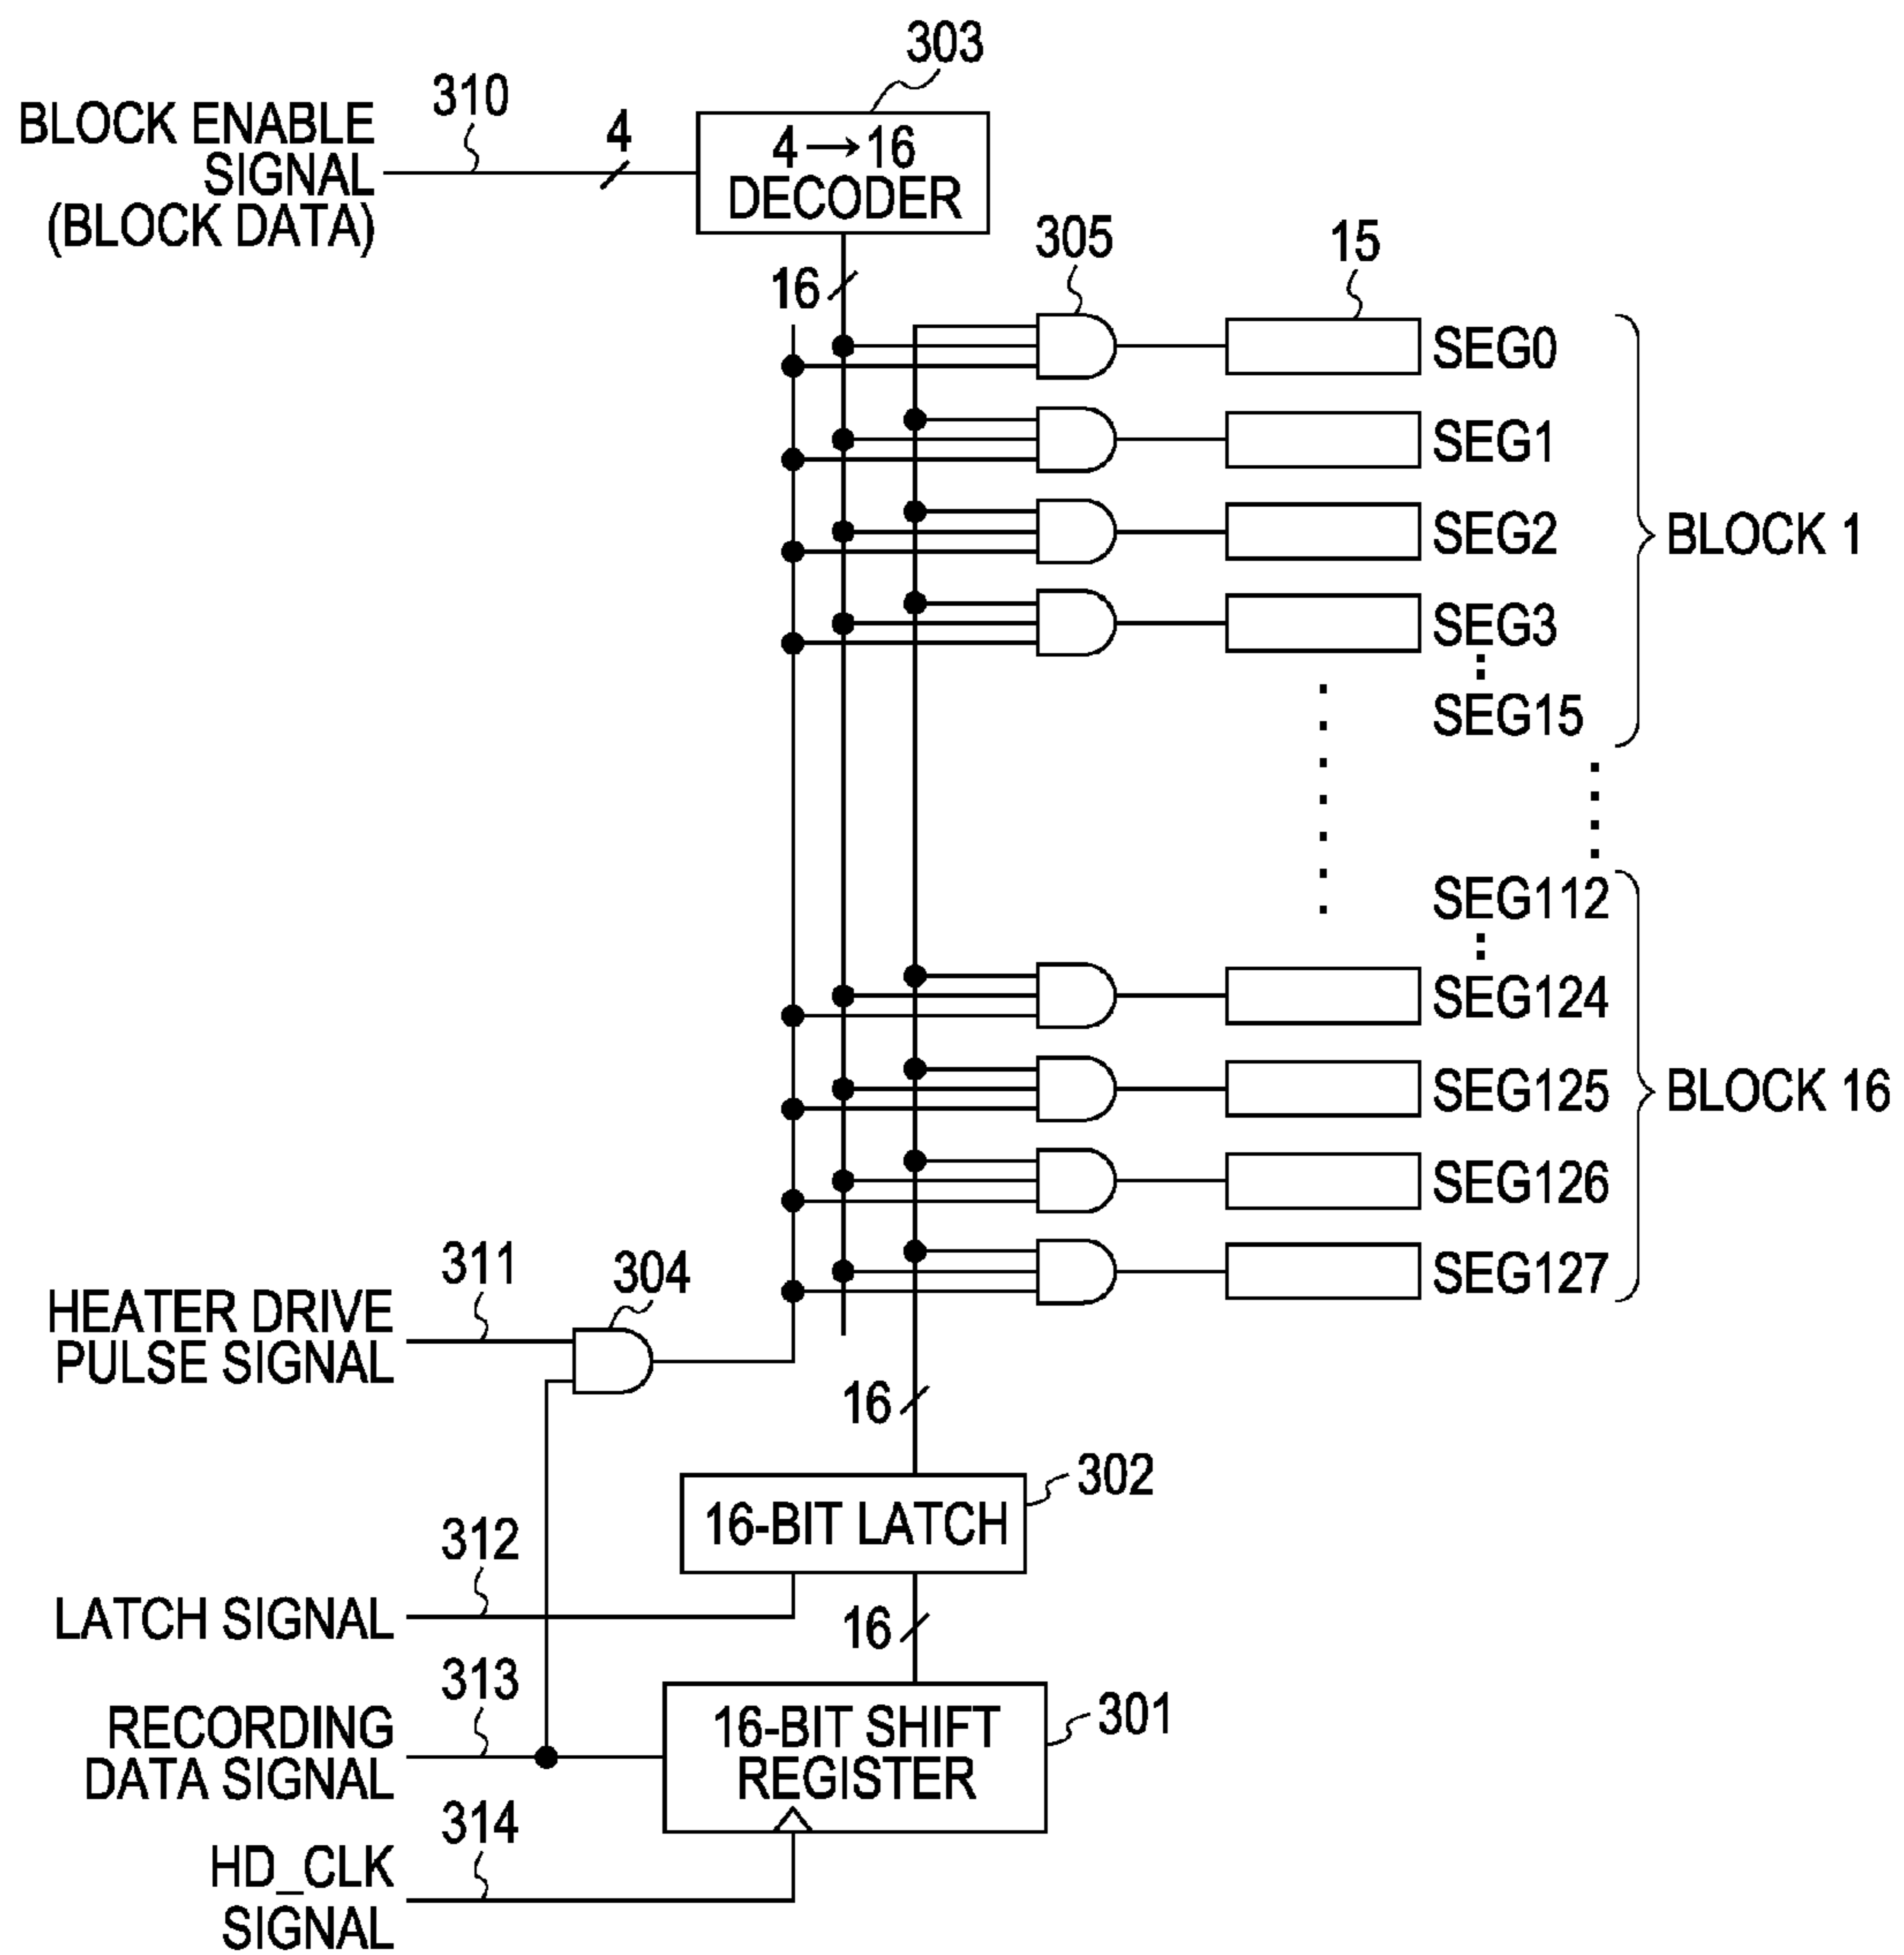 303
310
BLOCK ENABLE
SIGNAL
(BLOCK DATA)
4
4→16
DECODER
305
15
16
SEG0
SEG1
SEG2
BLOCK 1
SEG3
SEG15
SEG112
SEG124
SEG125
BLOCK 16
SEG126
SEG127
311
304
HEATER DRIVE
PULSE SIGNAL
16
302
16-BIT LATCH
312
LATCH SIGNAL
16
313
RECORDING
DATA SIGNAL
16-BIT SHIFT
REGISTER
301
314
HD_CLK
SIGNAL